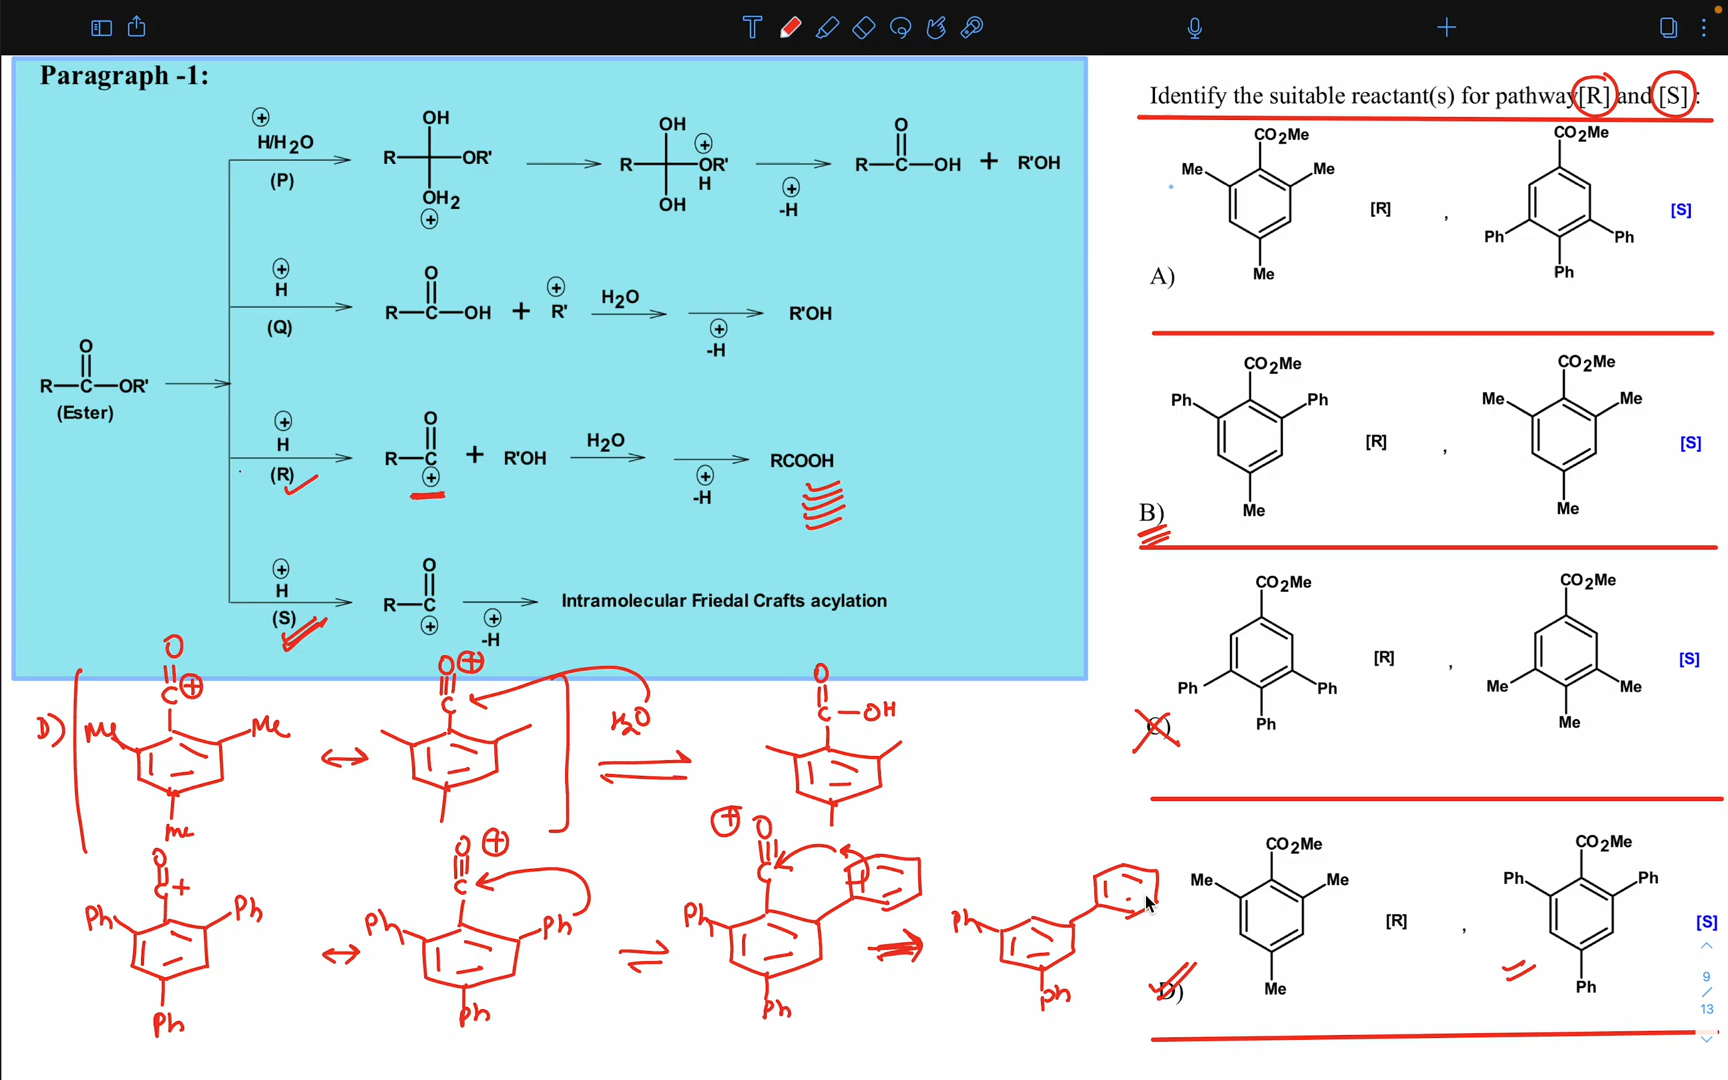 Paragraph -1:
Identify the suitable reactant(s) for pathway[R] and [S] :
⊕
H/H2O
(P)
OH
R—OR'
OH2
⊕
OH
⊕
R—OR'
H
OH
⊕
-H
O
R—C—OH + R'OH
⊕
H
(Q)
O
R—C—OH + R'
⊕
H2O
⊕
-H
R'OH
O
R—C—OR'
(Ester)
⊕
H
(R)
O
R—C
⊕
+ R'OH
H2O
⊕
-H
RCOOH
⊕
H
(S)
O
R—C
⊕
⊕
-H
Intramolecular Friedal Crafts acylation
CO2Me
Me Me
Me
[R] ,
CO2Me
Ph Ph
Ph
[S]
A)
CO2Me
Ph Ph
Me
[R] ,
CO2Me
Me Me
Me
[S]
B)
CO2Me
Ph Ph
Ph
[R] ,
CO2Me
Me Me
Me
[S]
C)
CO2Me
Me Me
Me
[R] ,
CO2Me
Ph Ph
Ph
[S]
D)
D)
O
C ⊕
Me Me
Me
O ⊕
C
H2O
O
C—OH
O
C +
Ph Ph
Ph
O ⊕
C
Ph Ph
Ph
⊕ O
C
Ph
Ph
Ph
Ph
9
/
13